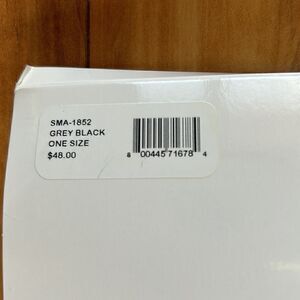 SMA-1852
GREY BLACK
ONE SIZE
$48.00
8 00445 71678 4